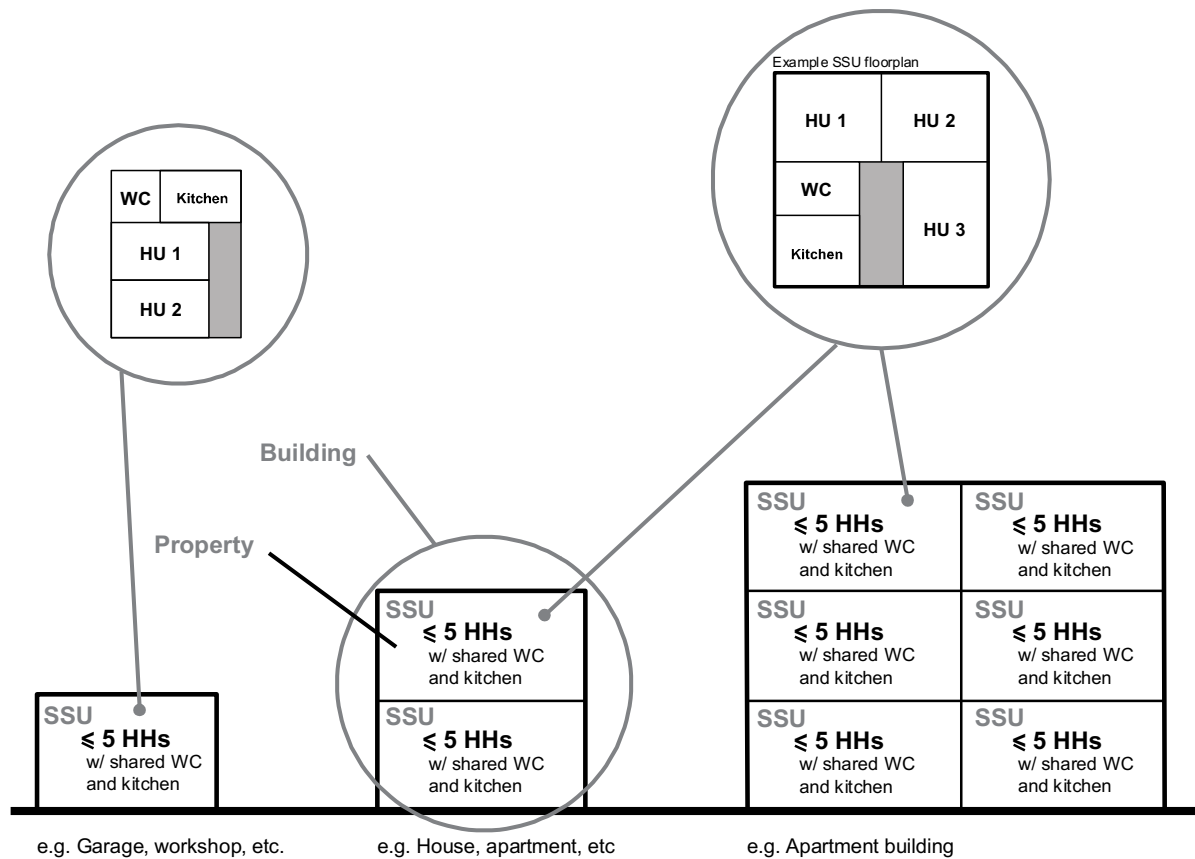 Example SSU floorplan
HU 1
HU 2
WC
HU 3
Kitchen
WC
Kitchen
HU 1
HU 2
Building
Property
SSU
⩽ 5 HHs
w/ shared WC
and kitchen
SSU
⩽ 5 HHs
w/ shared WC
and kitchen
SSU
⩽ 5 HHs
w/ shared WC
and kitchen
SSU
⩽ 5 HHs
w/ shared WC
and kitchen
SSU
⩽ 5 HHs
w/ shared WC
and kitchen
SSU
⩽ 5 HHs
w/ shared WC
and kitchen
SSU
⩽ 5 HHs
w/ shared WC
and kitchen
SSU
⩽ 5 HHs
w/ shared WC
and kitchen
SSU
⩽ 5 HHs
w/ shared WC
and kitchen
e.g. Garage, workshop, etc.
e.g. House, apartment, etc
e.g. Apartment building